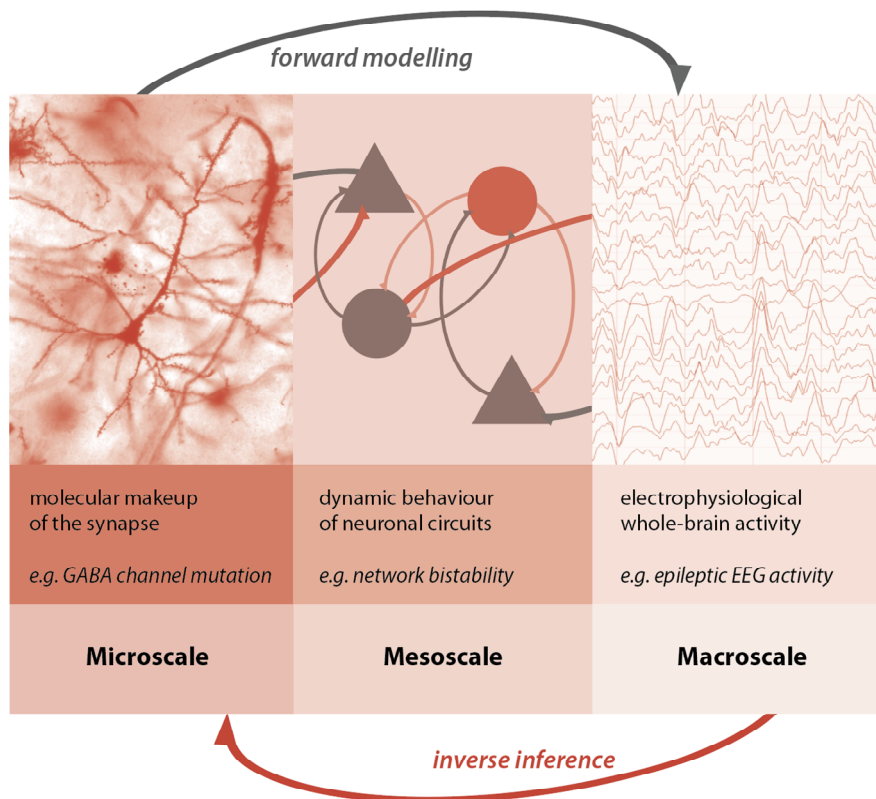 forward modelling
molecular makeup
of the synapse
e.g. GABA channel mutation
dynamic behaviour
of neuronal circuits
e.g. network bistability
electrophysiological
whole-brain activity
e.g. epileptic EEG activity
Microscale
Mesoscale
Macroscale
inverse inference